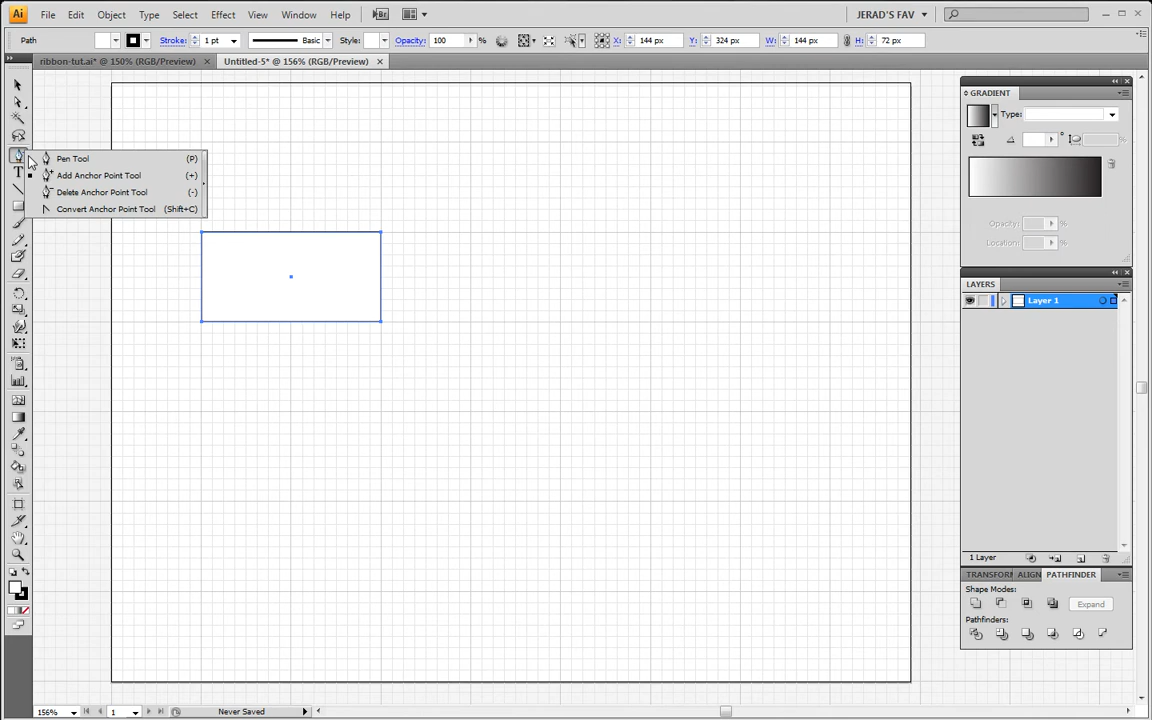 Ai File Edit Object Type Select Effect View Window Help Br JERAD'S FAV
Path Stroke: 1 pt Basic Style: Opacity: 100 % X: 144 px Y: 324 px W: 144 px H: 72 px
ribbon-tut.ai* @ 150% (RGB/Preview) × Untitled-5* @ 156% (RGB/Preview) ×
GRADIENT
Type:
Pen Tool (P)
Add Anchor Point Tool (+)
Delete Anchor Point Tool (-)
Convert Anchor Point Tool (Shift+C)
T
%
Opacity: %
Location: %
LAYERS
Layer 1
1 Layer
TRANSFORM ALIGN PATHFINDER
Shape Modes:
Expand
Pathfinders:
156% 1 Never Saved